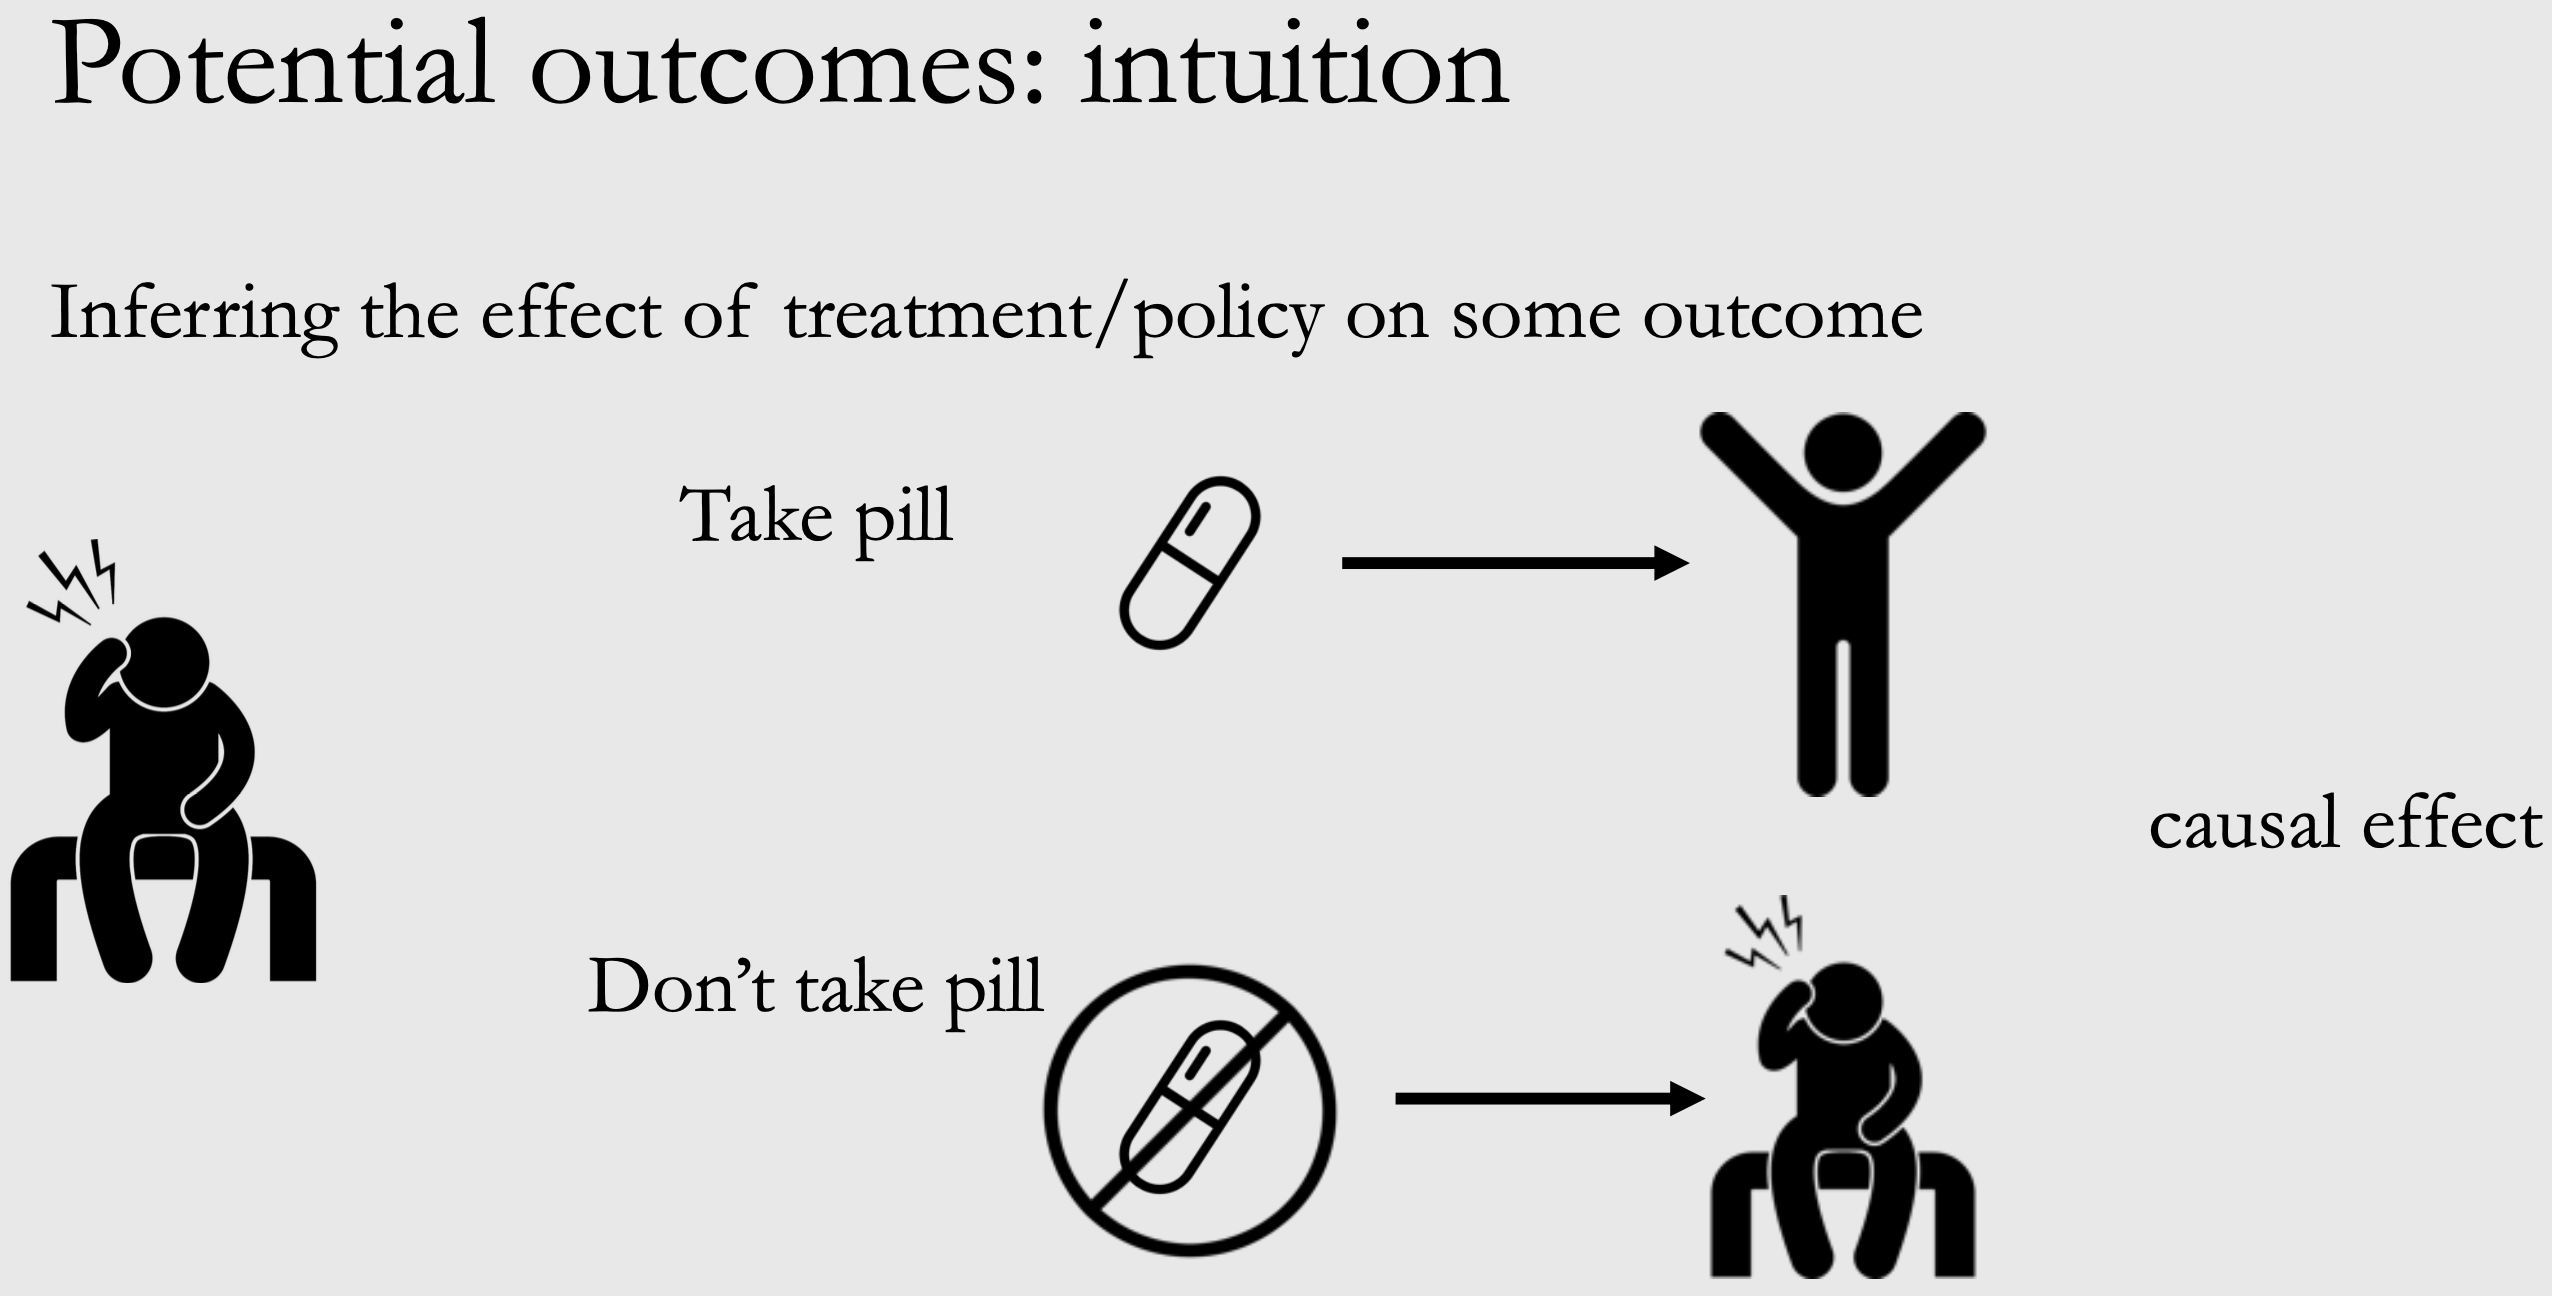 Potential outcomes: intuition
Inferring the effect of treatment/policy on some outcome
Take pill
causal effect
Don’t take pill